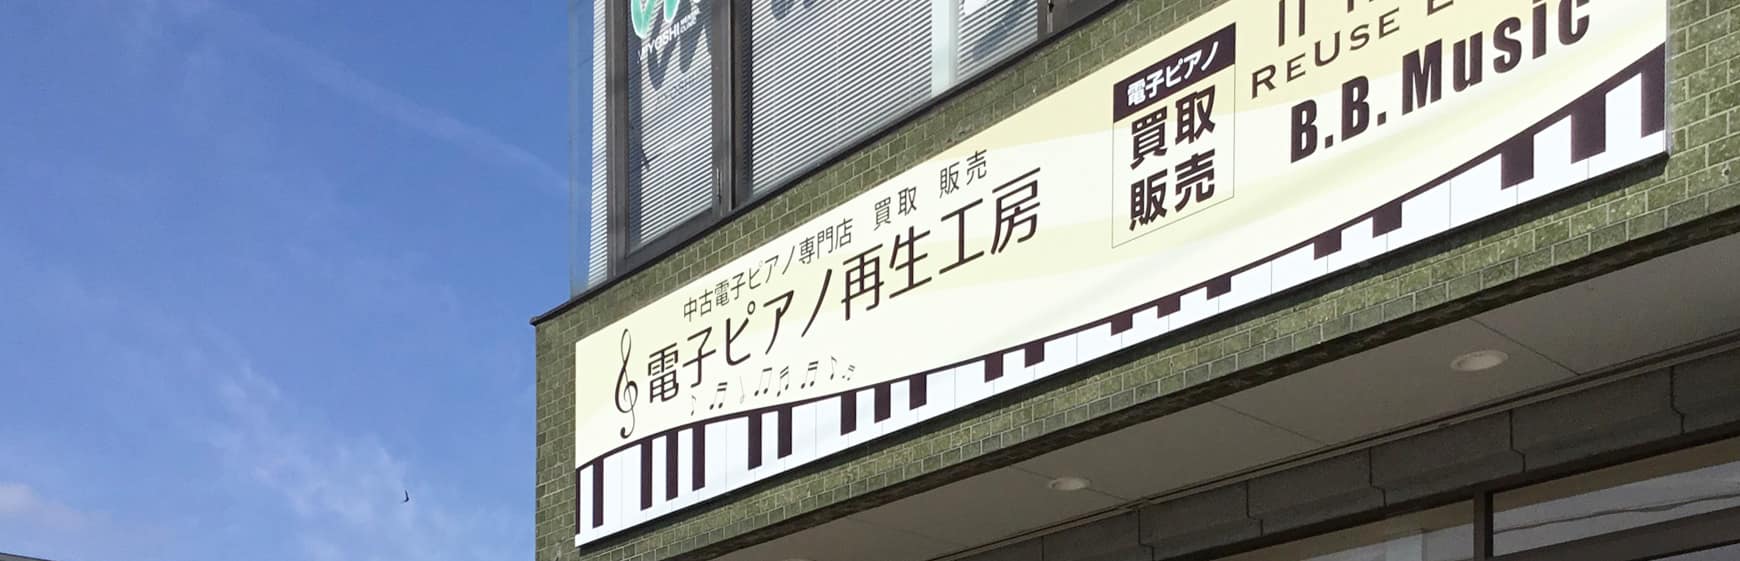 MIYOSHI
中古電子ピアノ専門店 買取 販売
電子ピアノ再生工房
電子ピアノ
買取
販売
REUSE
B.B. Music